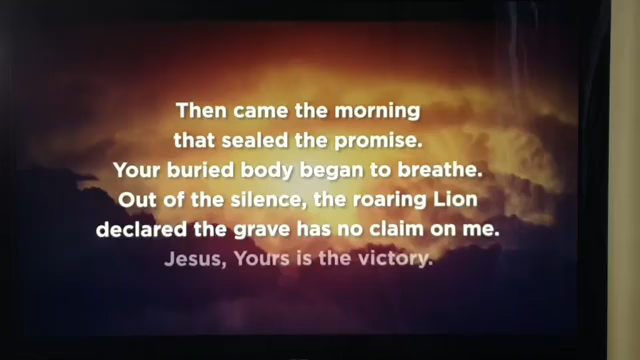 Then came the morning
that sealed the promise.
Your buried body began to breathe.
Out of the silence, the roaring Lion
declared the grave has no claim on me.
Jesus, Yours is the victory.